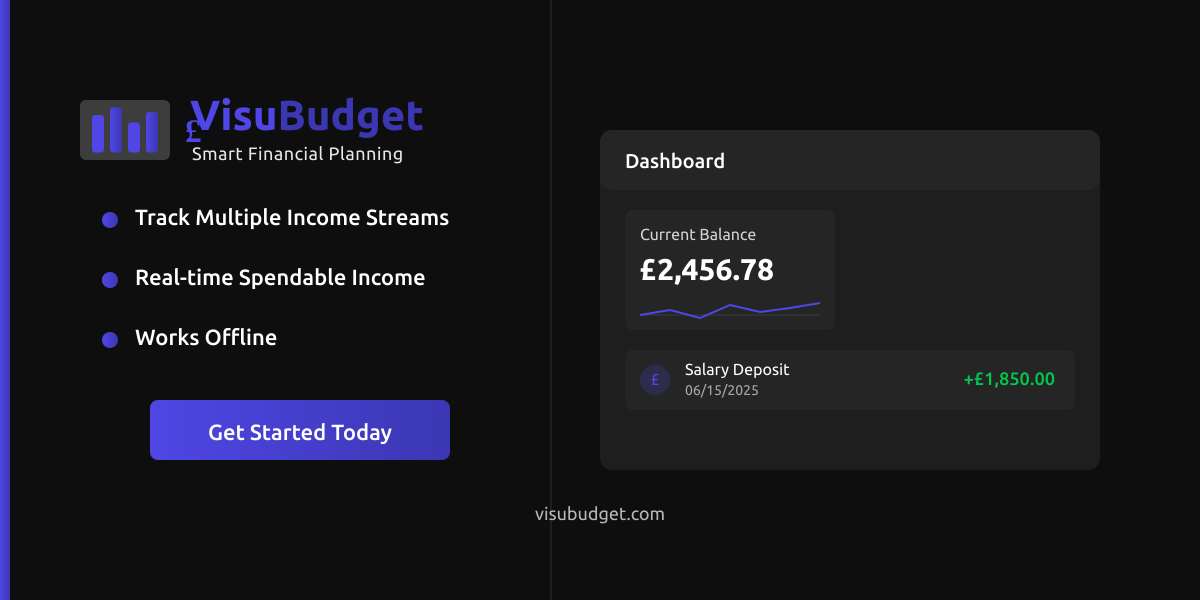 VisuBudget
£
Smart Financial Planning
Track Multiple Income Streams
Real-time Spendable Income
Works Offline
Get Started Today
Dashboard
Current Balance
£2,456.78
£
Salary Deposit
06/15/2025
+£1,850.00
visubudget.com